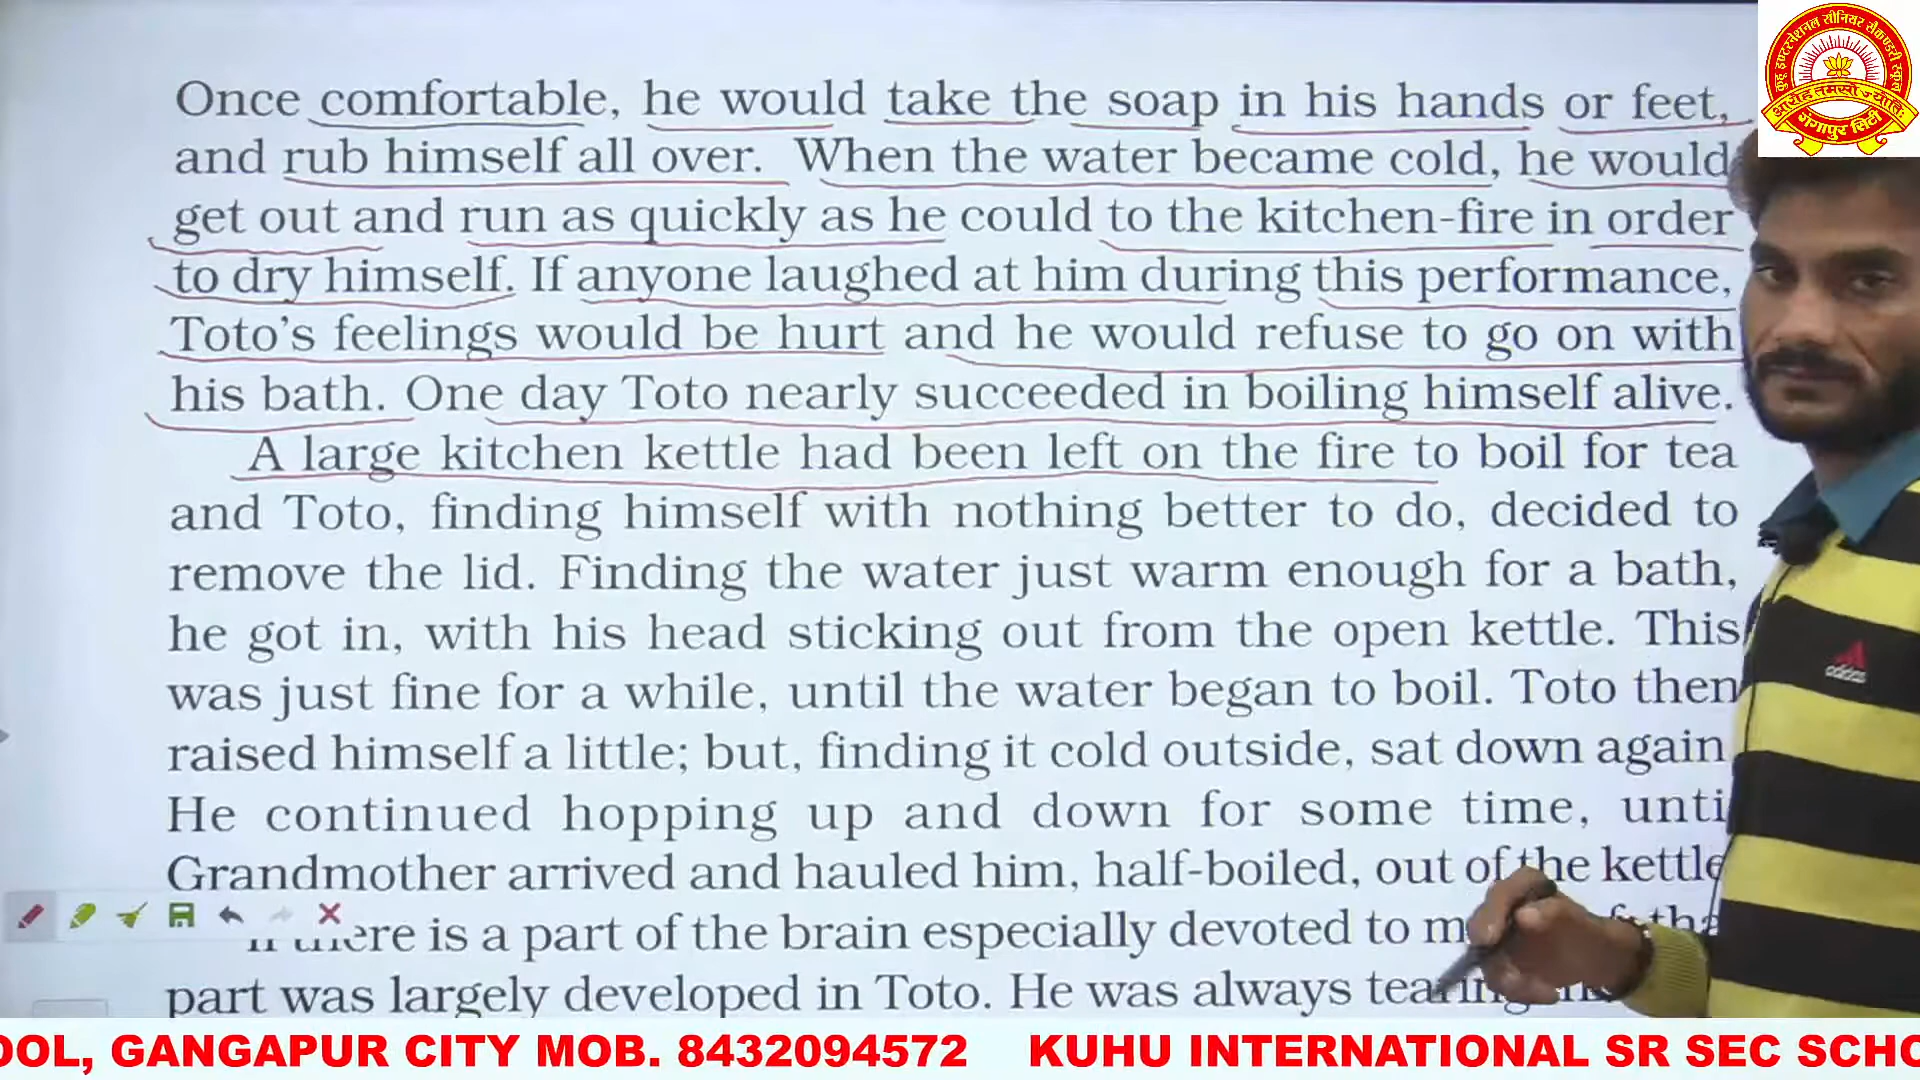 Once comfortable, he would take the soap in his hands or feet,
and rub himself all over. When the water became cold, he would
get out and run as quickly as he could to the kitchen-fire in order
to dry himself. If anyone laughed at him during this performance,
Toto's feelings would be hurt and he would refuse to go on with
his bath. One day Toto nearly succeeded in boiling himself alive.
A large kitchen kettle had been left on the fire to boil for tea
and Toto, finding himself with nothing better to do, decided to
remove the lid. Finding the water just warm enough for a bath,
he got in, with his head sticking out from the open kettle. This
was just fine for a while, until the water began to boil. Toto then
raised himself a little; but, finding it cold outside, sat down again
He continued hopping up and down for some time, unti
Grandmother arrived and hauled him, half-boiled, out of the kettle
If there is a part of the brain especially devoted to
part was largely developed in Toto. He was always tearing
OOL, GANGAPUR CITY MOB. 8432094572 KUHU INTERNATIONAL SR SEC SCHO
कुहू इण्टरनेशनल सीनियर सैकण्डरी स्कूल
गंगापुर सिटी
adidas